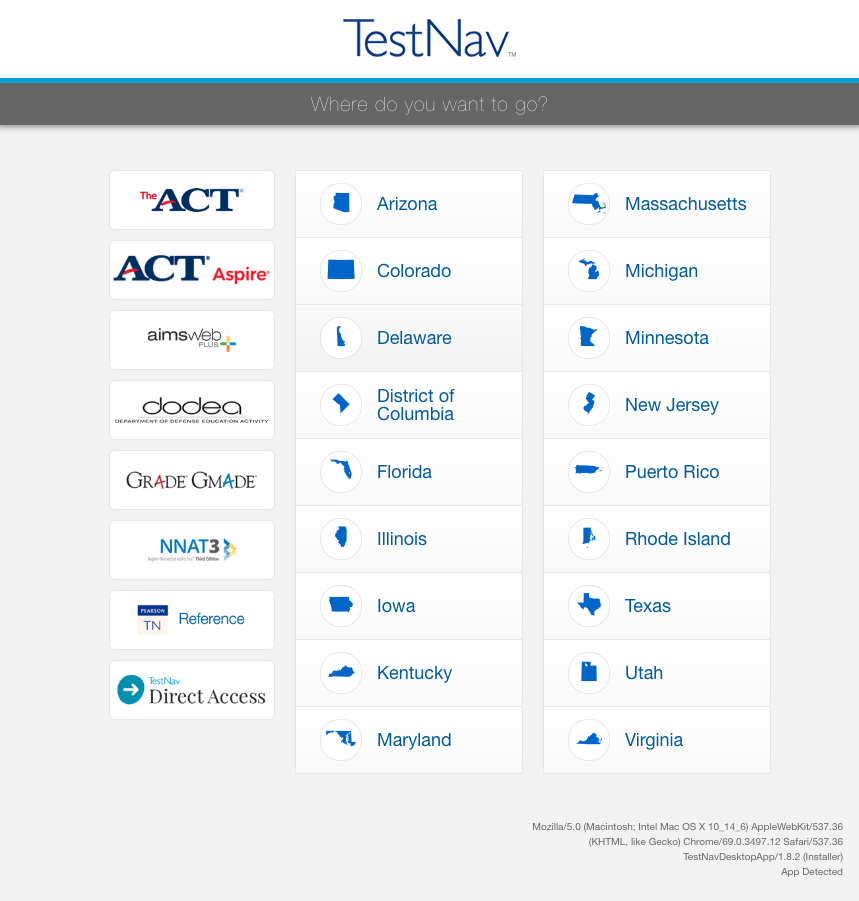 TestNav™
Where do you want to go?
The ACT®
ACT® Aspire®
aimsweb
PLUS
dodea
DEPARTMENT OF DEFENSE EDUCATION ACTIVITY
GRADE™ GMADE™
NNAT3
Naglieri Nonverbal Ability Test® Third Edition
PEARSON
TN
Reference
TestNav
Direct Access
Arizona
Colorado
Delaware
District of
Columbia
Florida
Illinois
Iowa
Kentucky
Maryland
Massachusetts
Michigan
Minnesota
New Jersey
Puerto Rico
Rhode Island
Texas
Utah
Virginia
Mozilla/5.0 (Macintosh; Intel Mac OS X 10_14_6) AppleWebKit/537.36
(KHTML, like Gecko) Chrome/69.0.3497.12 Safari/537.36
TestNavDesktopApp/1.8.2 (Installer)
App Detected